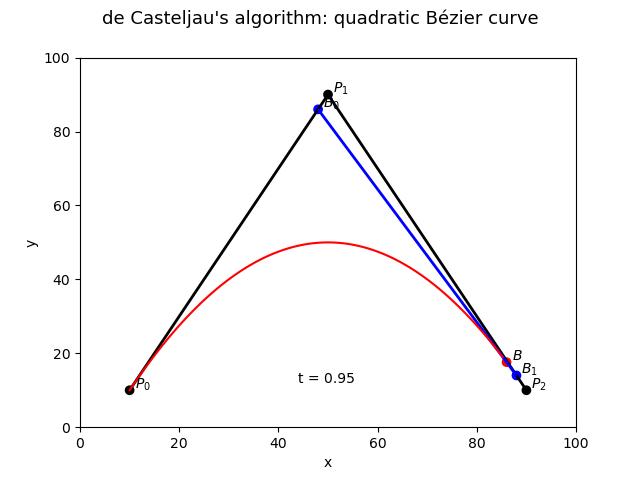 de Casteljau's algorithm: quadratic Bézier curve
100
P₁
B₀
80
60
y
40
20
B
B₁
t = 0.95
P₀
P₂
0
0 20 40 60 80 100
x